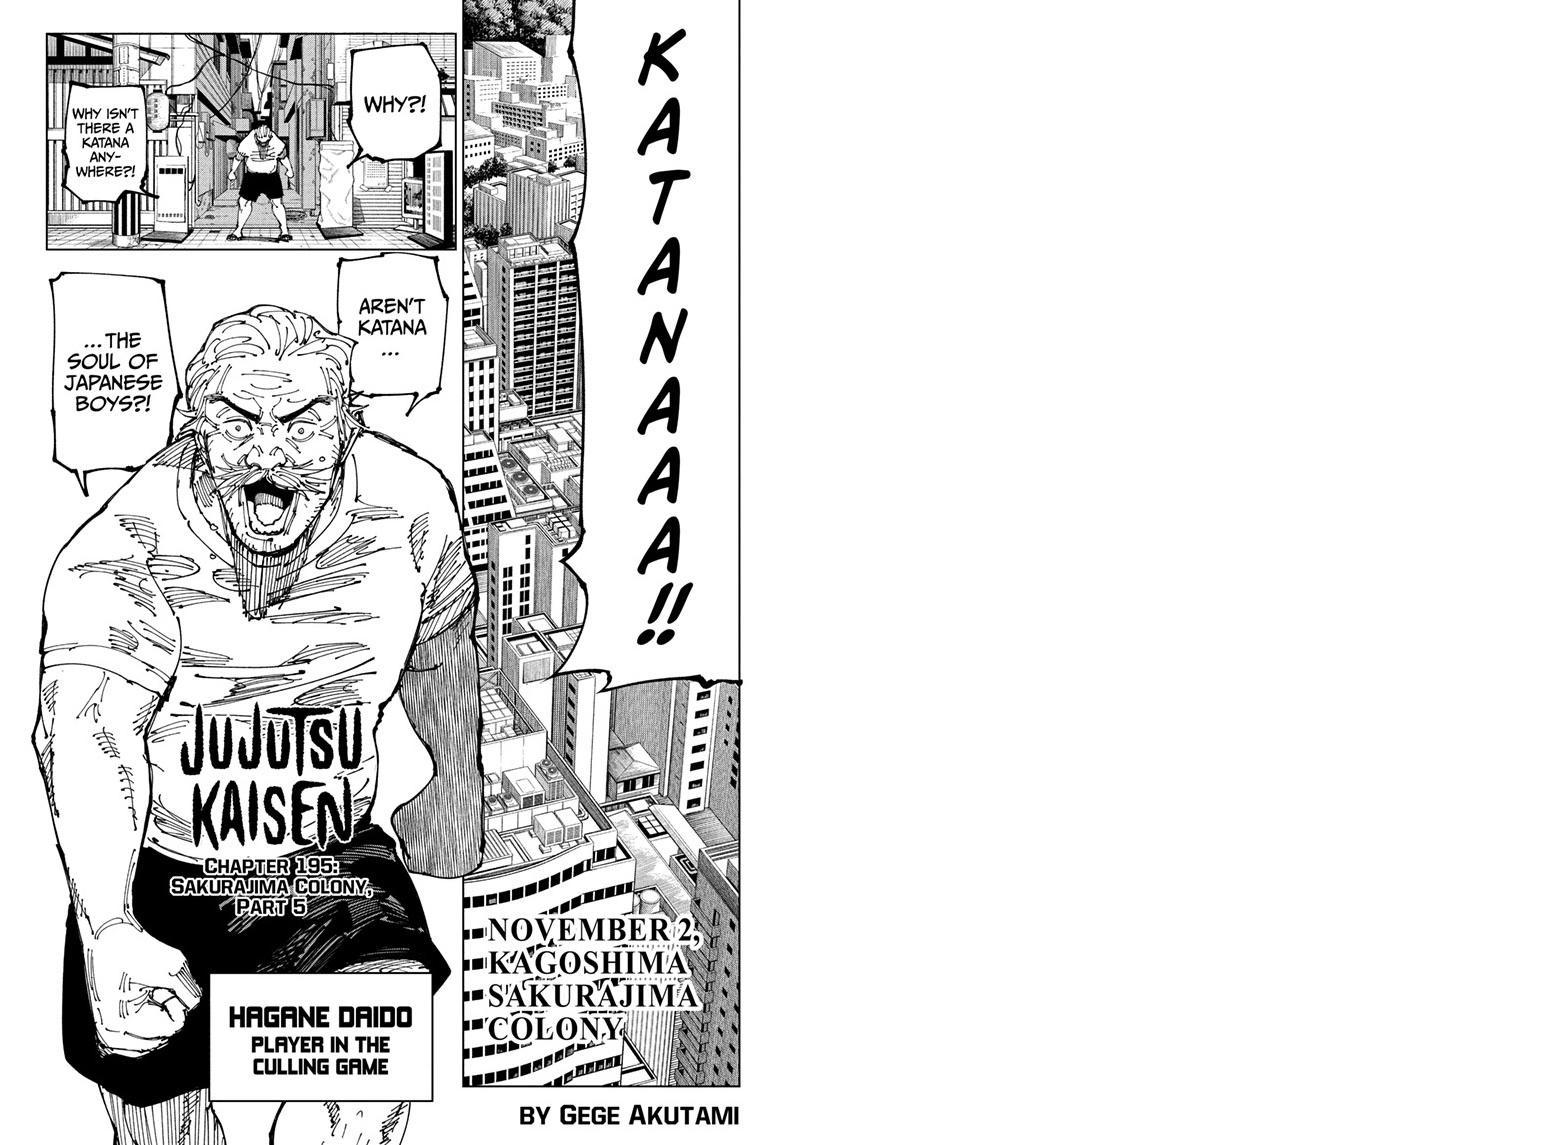 KATANAAAA!!
NOVEMBER 2,
KAGOSHIMA
SAKURAJIMA
COLONY
WHY?!
WHY ISN'T
THERE A
KATANA
ANY-
WHERE?!
AREN'T
KATANA
...
...THE
SOUL OF
JAPANESE
BOYS?!
JUJUTSU
KAISEN
CHAPTER 195:
SAKURAJIMA COLONY,
PART 5
HAGANE DAIDO
PLAYER IN THE
CULLING GAME
BY GEGE AKUTAMI